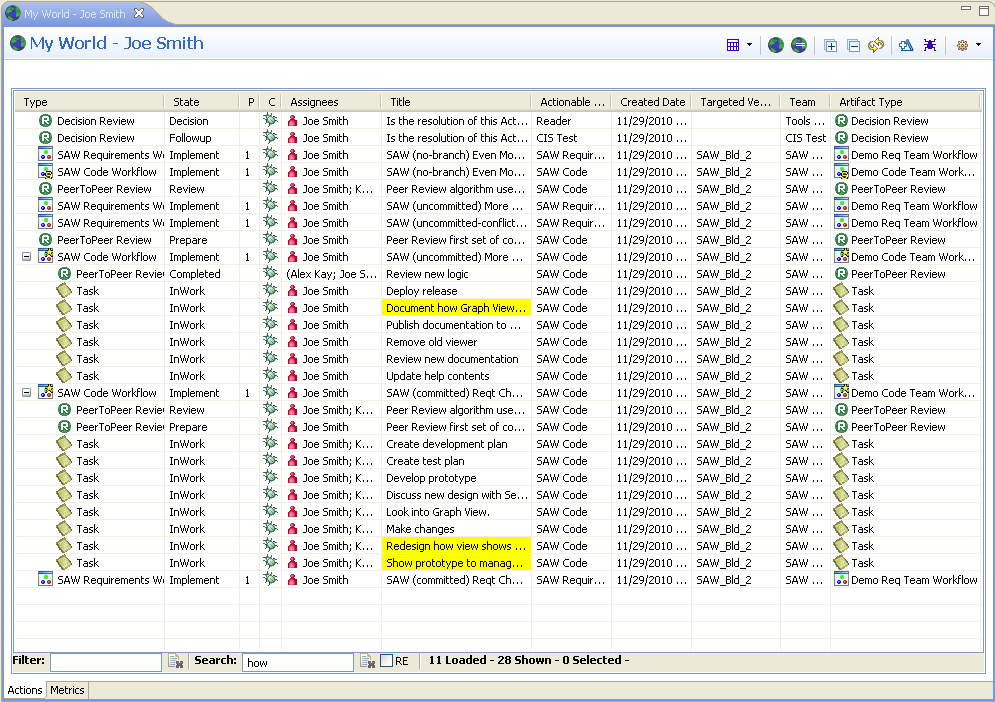 My World - Joe Smith
My World - Joe Smith
Type State P C Assignees Title Actionable ... Created Date Targeted Ve... Team Artifact Type
Decision Review Decision Joe Smith Is the resolution of this Act... Reader 11/29/2010 ... Tools ... Decision Review
Decision Review Followup Joe Smith Is the resolution of this Act... CIS Test 11/29/2010 ... CIS Test Decision Review
SAW Requirements Wo Implement 1 Joe Smith SAW (no-branch) Even Mo... SAW Requir... 11/29/2010 ... SAW_Bld_2 SAW ... Demo Req Team Workflow
SAW Code Workflow Implement 1 Joe Smith SAW (no-branch) Even Mo... SAW Code 11/29/2010 ... SAW_Bld_2 SAW ... Demo Code Team Work...
PeerToPeer Review Review Joe Smith; K... Peer Review algorithm use... SAW Code 11/29/2010 ... SAW_Bld_2 SAW ... PeerToPeer Review
SAW Requirements Wo Implement 1 Joe Smith SAW (uncommitted) More ... SAW Requir... 11/29/2010 ... SAW_Bld_2 SAW ... Demo Req Team Workflow
SAW Requirements Wo Implement 1 Joe Smith SAW (uncommitted-conflict... SAW Requir... 11/29/2010 ... SAW_Bld_2 SAW ... Demo Req Team Workflow
PeerToPeer Review Prepare Joe Smith Peer Review first set of co... SAW Code 11/29/2010 ... SAW_Bld_2 SAW ... PeerToPeer Review
SAW Code Workflow Implement 1 Joe Smith SAW (uncommitted) More ... SAW Code 11/29/2010 ... SAW_Bld_2 SAW ... Demo Code Team Work...
PeerToPeer Review Completed (Alex Kay; Joe S... Review new logic SAW Code 11/29/2010 ... SAW_Bld_2 SAW ... PeerToPeer Review
Task InWork Joe Smith Deploy release SAW Code 11/29/2010 ... SAW_Bld_2 SAW ... Task
Task InWork Joe Smith Document how Graph View... SAW Code 11/29/2010 ... SAW_Bld_2 SAW ... Task
Task InWork Joe Smith Publish documentation to ... SAW Code 11/29/2010 ... SAW_Bld_2 SAW ... Task
Task InWork Joe Smith Remove old viewer SAW Code 11/29/2010 ... SAW_Bld_2 SAW ... Task
Task InWork Joe Smith Review new documentation SAW Code 11/29/2010 ... SAW_Bld_2 SAW ... Task
Task InWork Joe Smith Update help contents SAW Code 11/29/2010 ... SAW_Bld_2 SAW ... Task
SAW Code Workflow Implement 1 Joe Smith SAW (committed) Reqt Ch... SAW Code 11/29/2010 ... SAW_Bld_2 SAW ... Demo Code Team Work...
PeerToPeer Review Review Joe Smith; K... Peer Review algorithm use... SAW Code 11/29/2010 ... SAW_Bld_2 SAW ... PeerToPeer Review
PeerToPeer Review Prepare Joe Smith; K... Peer Review first set of co... SAW Code 11/29/2010 ... SAW_Bld_2 SAW ... PeerToPeer Review
Task InWork Joe Smith; K... Create development plan SAW Code 11/29/2010 ... SAW_Bld_2 SAW ... Task
Task InWork Joe Smith; K... Create test plan SAW Code 11/29/2010 ... SAW_Bld_2 SAW ... Task
Task InWork Joe Smith; K... Develop prototype SAW Code 11/29/2010 ... SAW_Bld_2 SAW ... Task
Task InWork Joe Smith; K... Discuss new design with Se... SAW Code 11/29/2010 ... SAW_Bld_2 SAW ... Task
Task InWork Joe Smith; K... Look into Graph View. SAW Code 11/29/2010 ... SAW_Bld_2 SAW ... Task
Task InWork Joe Smith; K... Make changes SAW Code 11/29/2010 ... SAW_Bld_2 SAW ... Task
Task InWork Joe Smith; K... Redesign how view shows ... SAW Code 11/29/2010 ... SAW_Bld_2 SAW ... Task
Task InWork Joe Smith; K... Show prototype to manag... SAW Code 11/29/2010 ... SAW_Bld_2 SAW ... Task
SAW Requirements Wo Implement 1 Joe Smith SAW (committed) Reqt Ch... SAW Requir... 11/29/2010 ... SAW_Bld_2 SAW ... Demo Req Team Workflow
Filter: Search: how RE 11 Loaded - 28 Shown - 0 Selected -
Actions Metrics